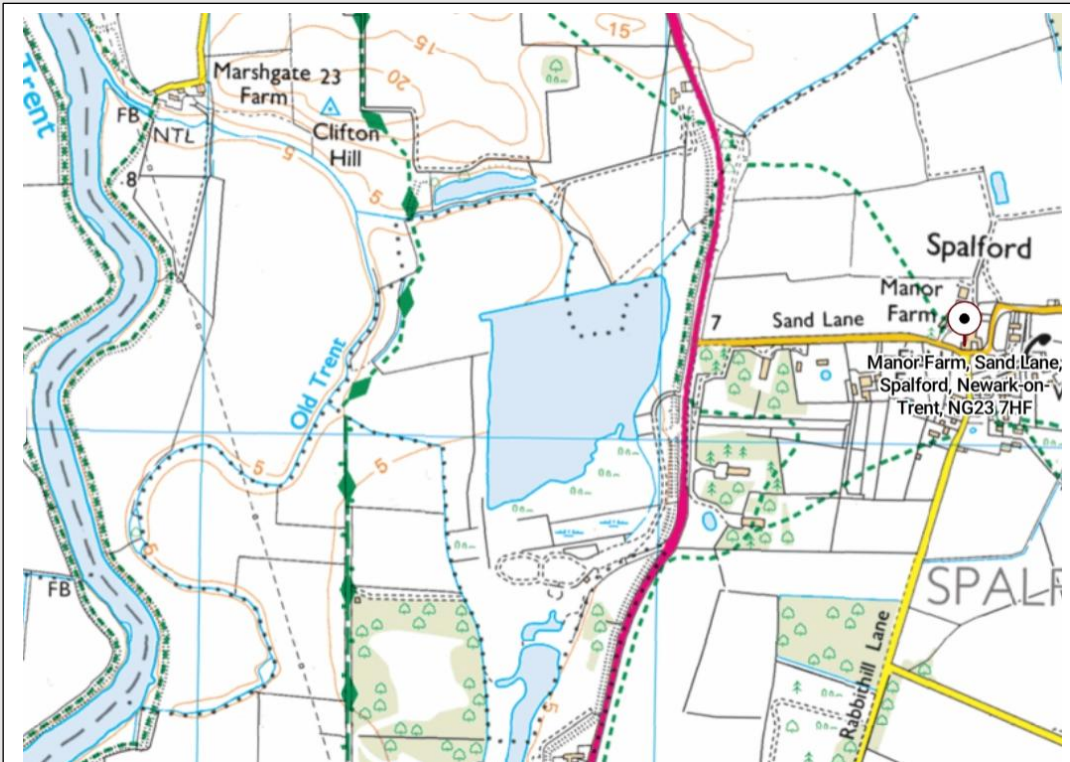 Trent
15
15
20
Marshgate 23
Farm
Clifton
Hill
FB
NTL
.8
5
5
Spalford
Manor
Farm
7
Sand Lane
Manor Farm, Sand Lane,
Spalford, Newark-on-
Trent, NG23 7HF
Old Trent
5
5
5
FB
SPALF
Rabbithill Lane
5